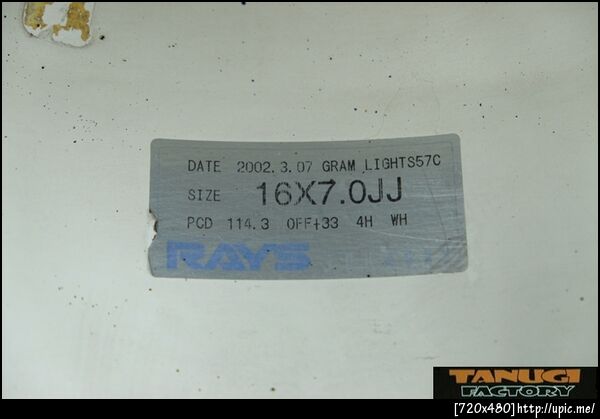 DATE 2002.3.07 GRAM LIGHTS57C
SIZE 16X7.0JJ
PCD 114.3 OFF+33 4H WH
RAYS
TANUGI
FACTORY
[720x480]http://upic.me/